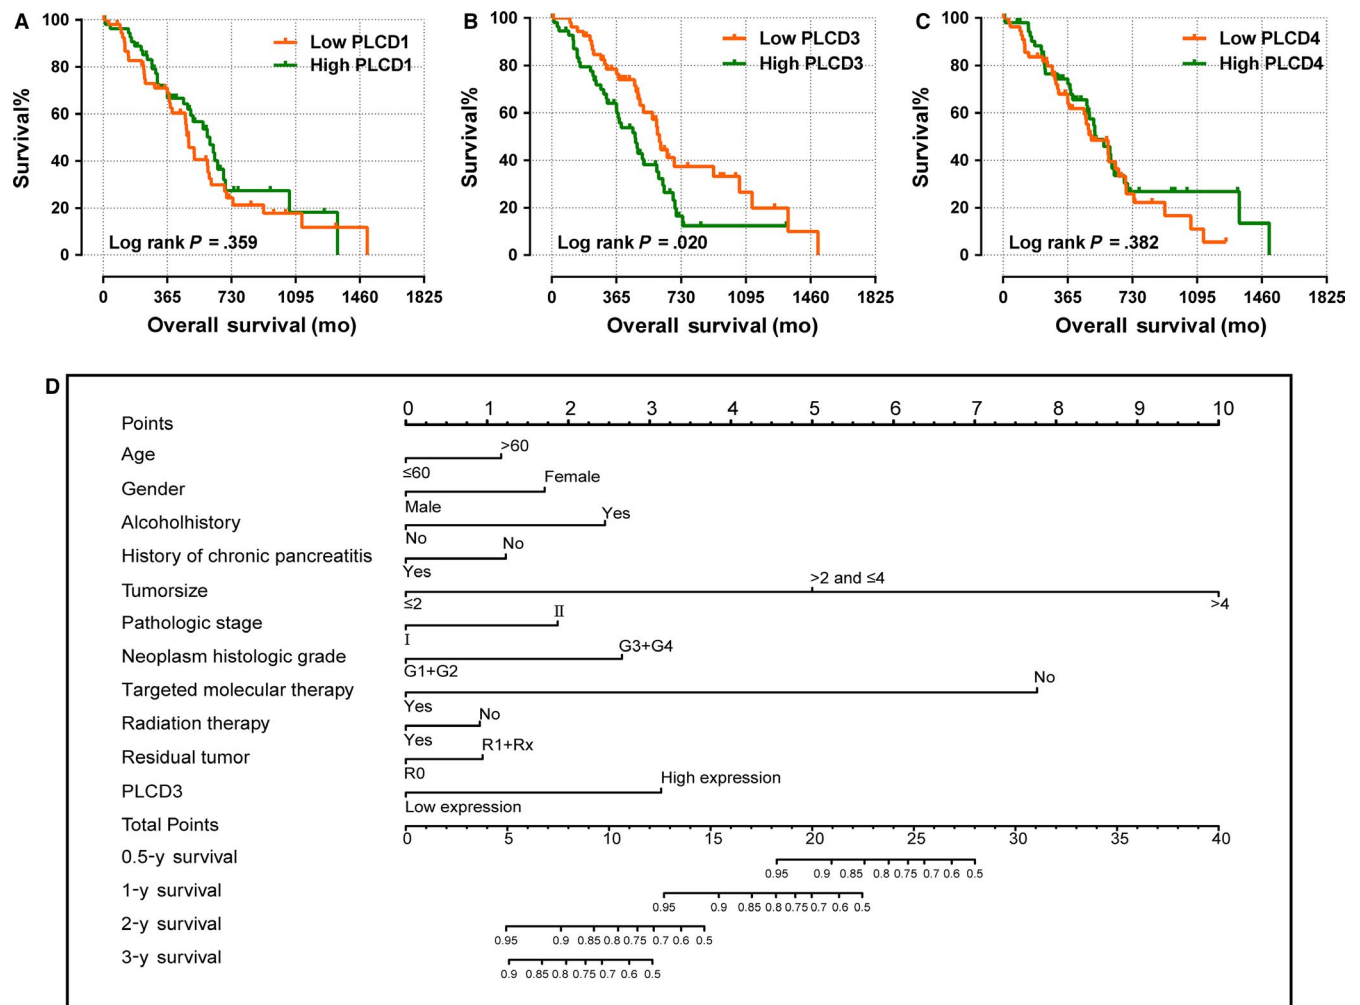 A
100
80
60
40
20
0
Survival%
Low PLCD1
High PLCD1
Log rank P = .359
0 365 730 1095 1460 1825
Overall survival (mo)
B
100
80
60
40
20
0
Survival%
Low PLCD3
High PLCD3
Log rank P = .020
0 365 730 1095 1460 1825
Overall survival (mo)
C
100
80
60
40
20
0
Survival%
Low PLCD4
High PLCD4
Log rank P = .382
0 365 730 1095 1460 1825
Overall survival (mo)
D
0 1 2 3 4 5 6 7 8 9 10
Points
>60
Age
≤60
Female
Gender
Male
Yes
Alcoholhistory
No
No
History of chronic pancreatitis
Yes
>2 and ≤4
Tumorsize
≤2 >4
II
Pathologic stage
I
G3+G4
Neoplasm histologic grade
G1+G2
No
Targeted molecular therapy
Yes
No
Radiation therapy
Yes
R1+Rx
Residual tumor
R0
High expression
PLCD3
Low expression
Total Points
0 5 10 15 20 25 30 35 40
0.5-y survival
0.95 0.9 0.85 0.8 0.75 0.7 0.6 0.5
1-y survival
0.95 0.9 0.85 0.8 0.75 0.7 0.6 0.5
2-y survival
0.95 0.9 0.85 0.8 0.75 0.7 0.6 0.5
3-y survival
0.9 0.85 0.8 0.75 0.7 0.6 0.5